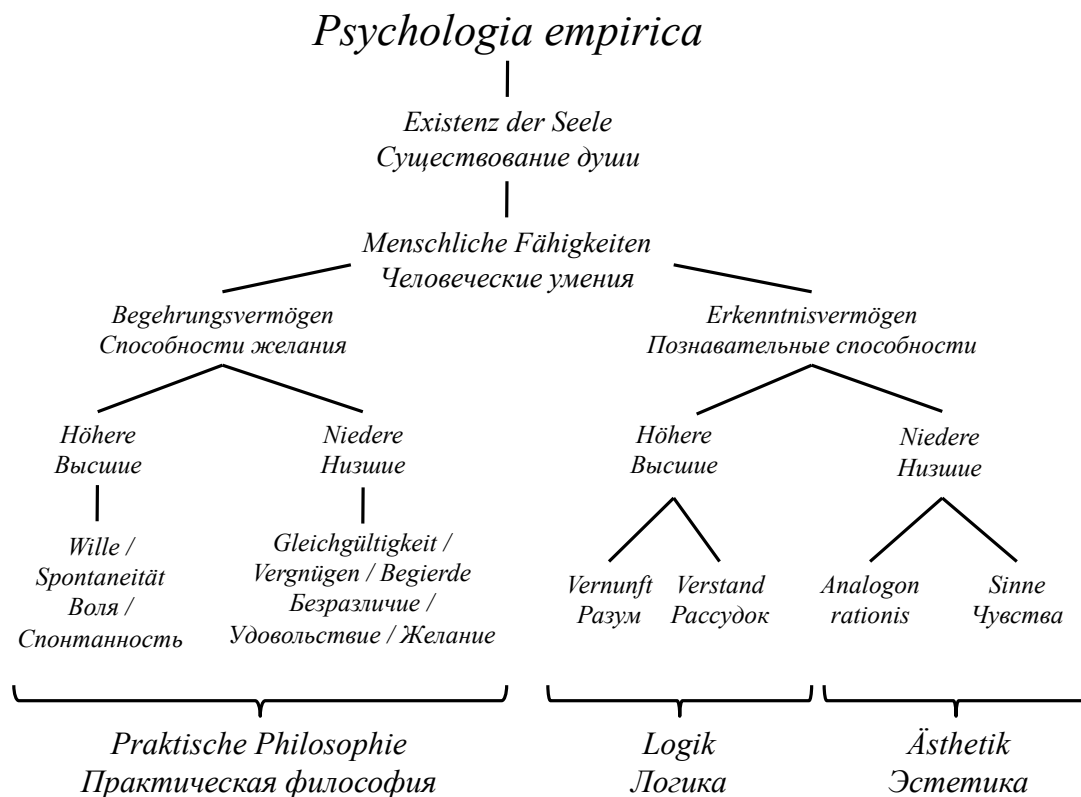 Psychologia empirica
Existenz der Seele
Существование души
Menschliche Fähigkeiten
Человеческие умения
Begehrungsvermögen
Способности желания
Erkenntnisvermögen
Познавательные способности
Höhere
Высшие
Niedere
Низшие
Höhere
Высшие
Niedere
Низшие
Wille /
Spontaneität
Воля /
Спонтанность
Gleichgültigkeit /
Vergnügen / Begierde
Безразличие /
Удовольствие / Желание
Vernunft
Разум
Verstand
Рассудок
Analogon
rationis
Sinne
Чувства
Praktische Philosophie
Практическая философия
Logik
Логика
Ästhetik
Эстетика